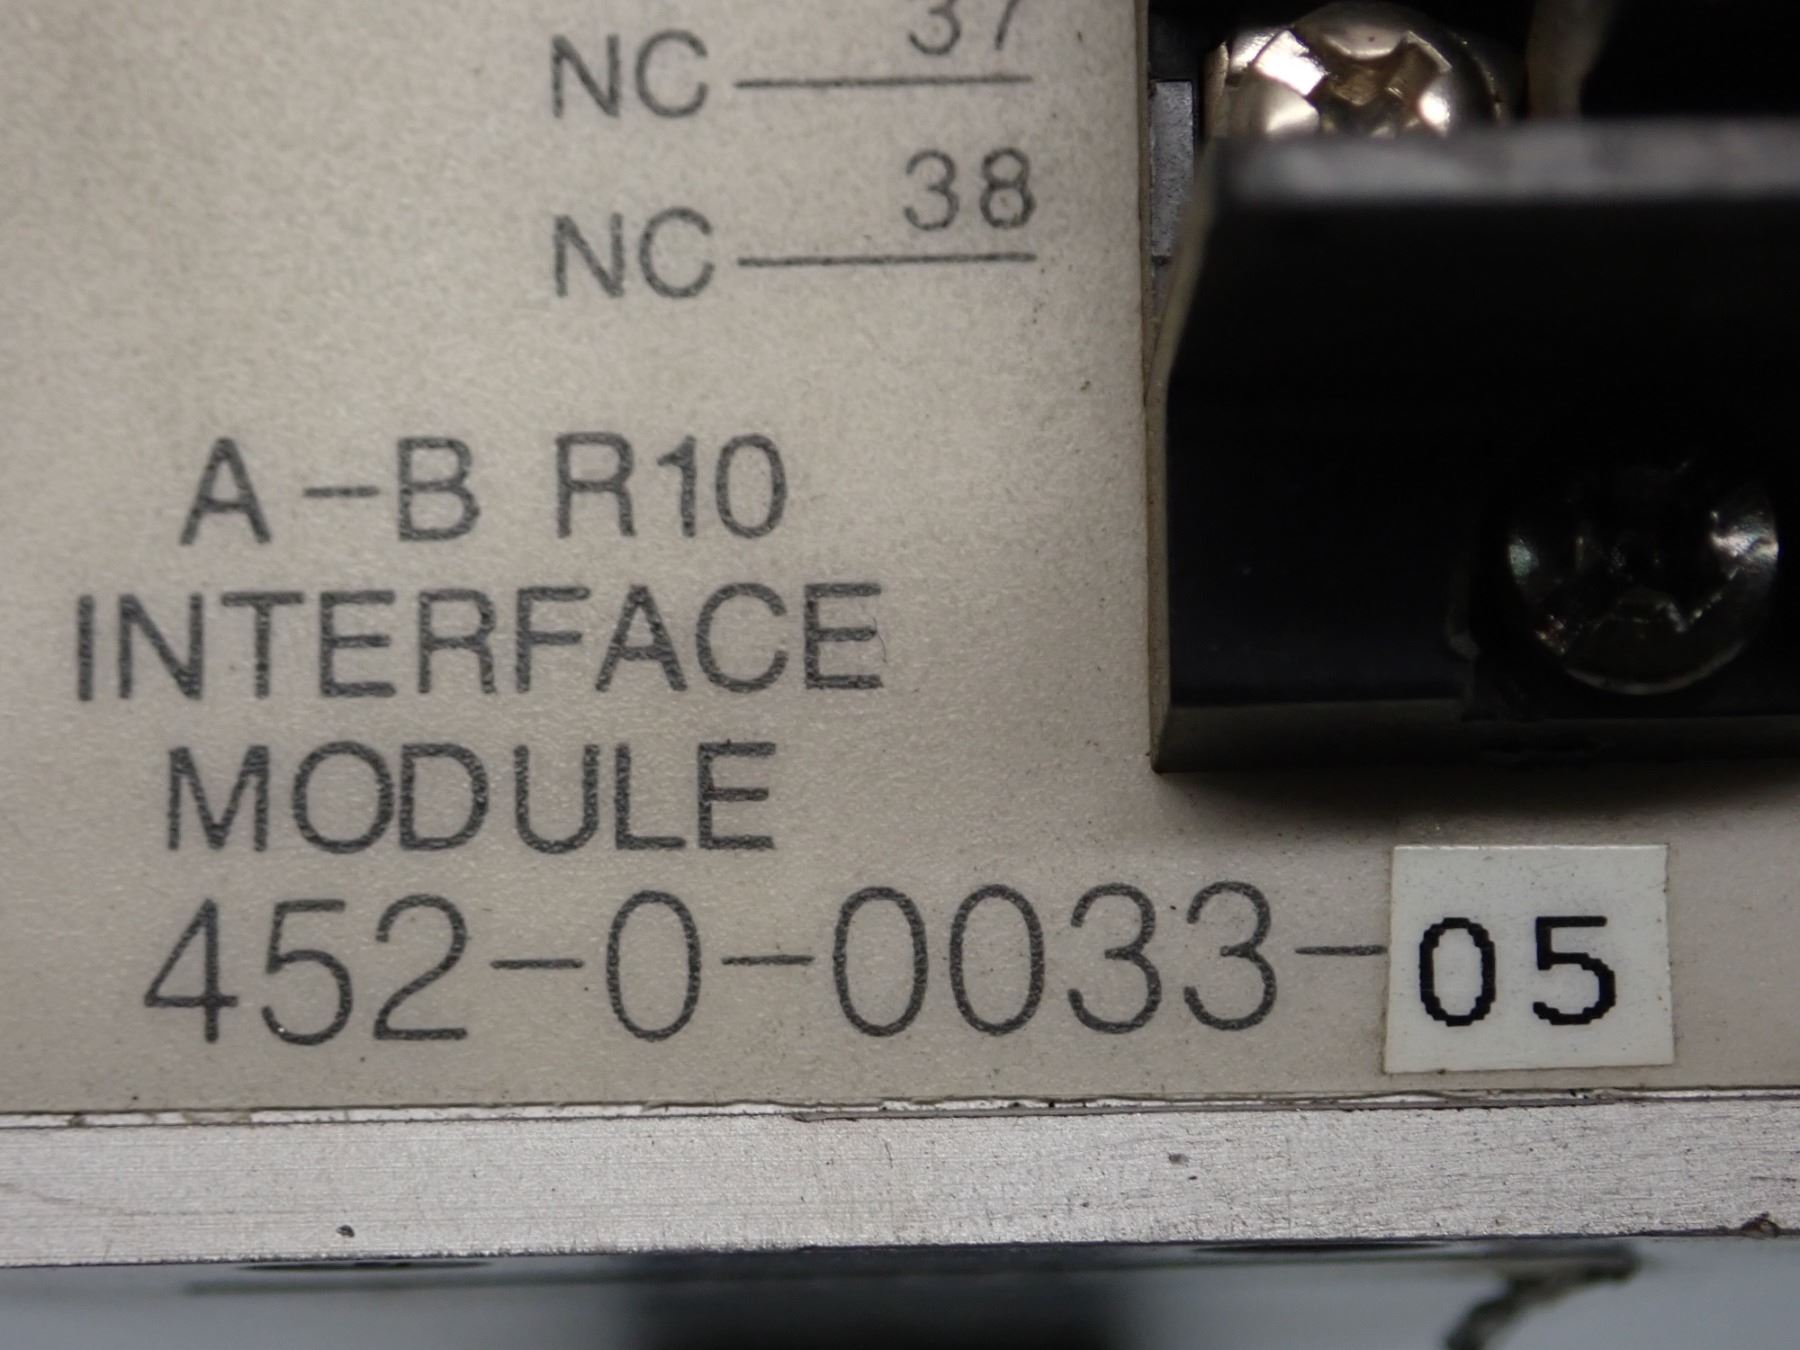 NC 37
NC 38
A-B R10
INTERFACE
MODULE
452-0-0033-05